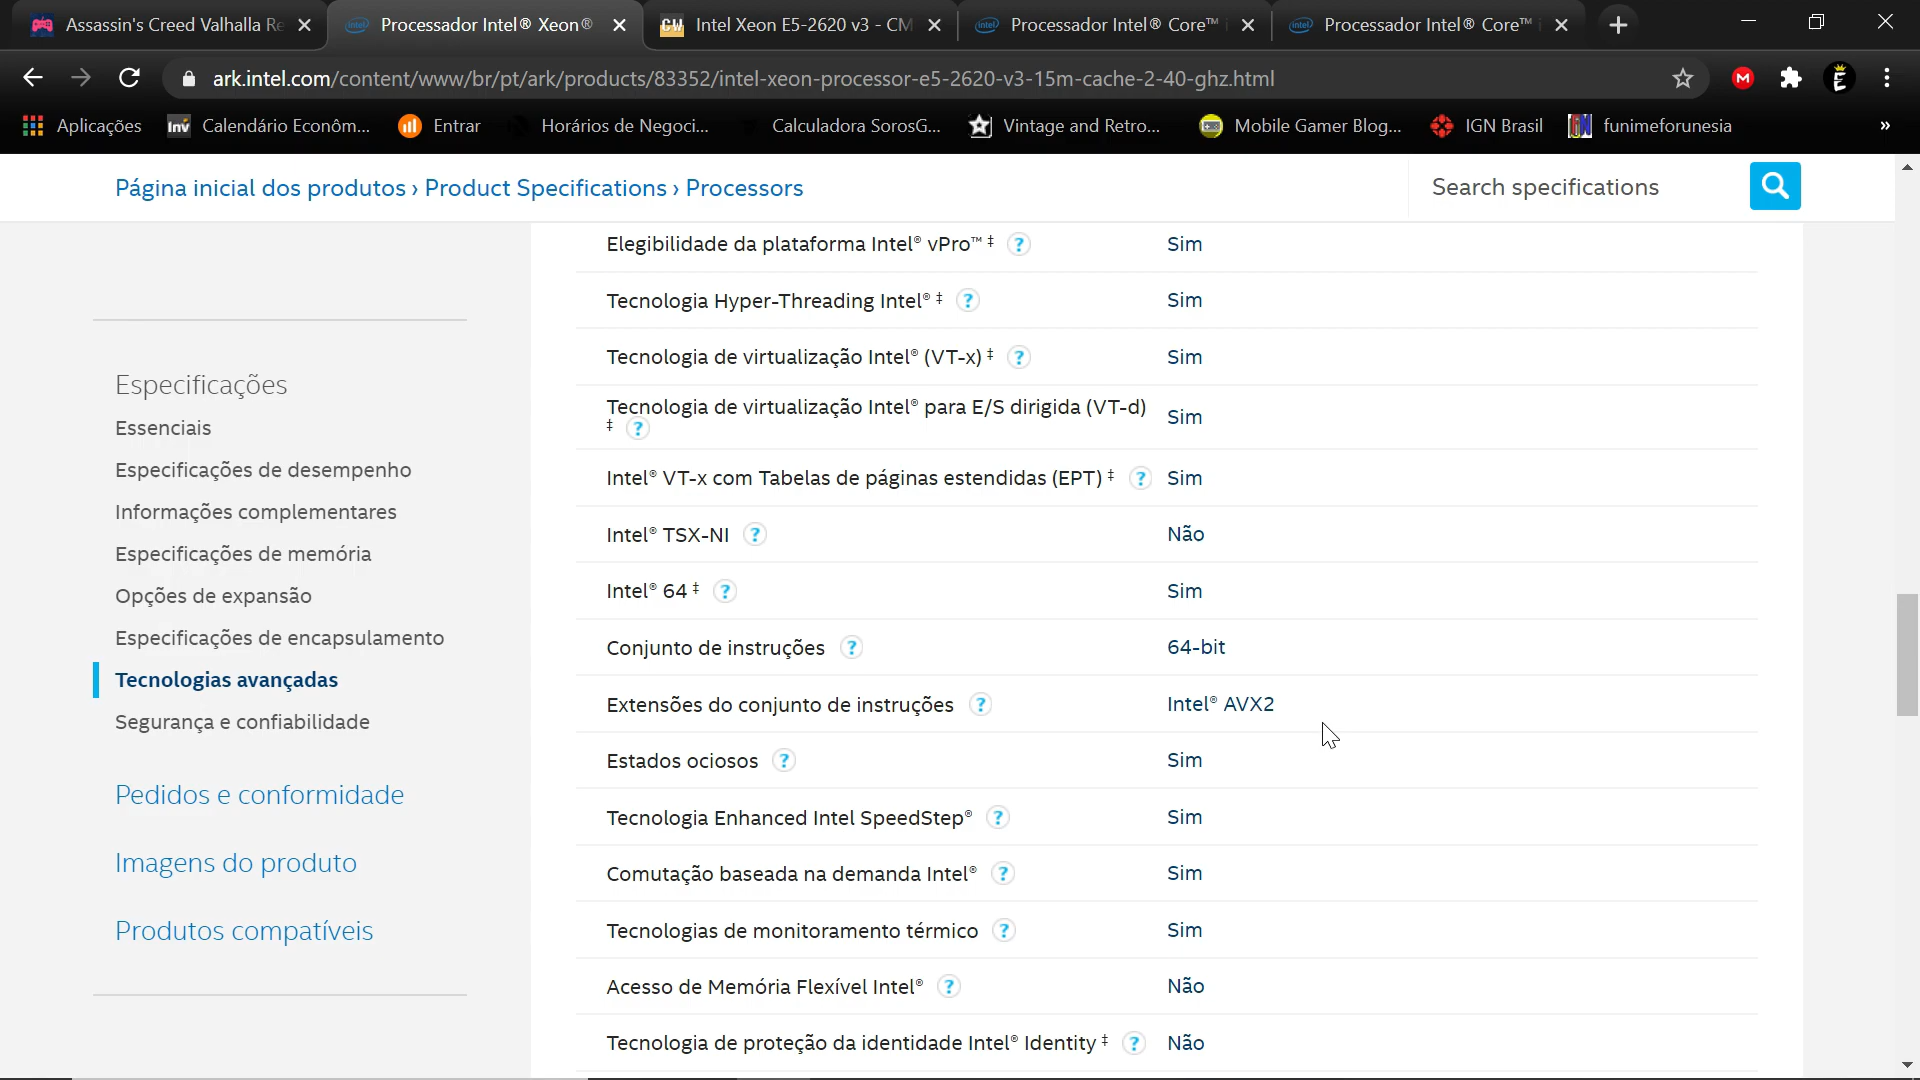 Assassin's Creed Valhalla Re
Processador Intel® Xeon®
Intel Xeon E5-2620 v3 - CM
Processador Intel® Core™
Processador Intel® Core™
ark.intel.com/content/www/br/pt/ark/products/83352/intel-xeon-processor-e5-2620-v3-15m-cache-2-40-ghz.html
Aplicações
Calendário Econôm...
Entrar
Horários de Negoci...
Calculadora SorosG...
Vintage and Retro...
Mobile Gamer Blog...
IGN Brasil
funimeforunesia
»
Página inicial dos produtos › Product Specifications › Processors
Search specifications
Especificações
Essenciais
Especificações de desempenho
Informações complementares
Especificações de memória
Opções de expansão
Especificações de encapsulamento
Tecnologias avançadas
Segurança e confiabilidade
Pedidos e conformidade
Imagens do produto
Produtos compatíveis
Elegibilidade da plataforma Intel® vPro™ ‡ ? Sim
Tecnologia Hyper-Threading Intel® ‡ ? Sim
Tecnologia de virtualização Intel® (VT-x) ‡ ? Sim
Tecnologia de virtualização Intel® para E/S dirigida (VT-d)
‡ ? Sim
Intel® VT-x com Tabelas de páginas estendidas (EPT) ‡ ? Sim
Intel® TSX-NI ? Não
Intel® 64 ‡ ? Sim
Conjunto de instruções ? 64-bit
Extensões do conjunto de instruções ? Intel® AVX2
Estados ociosos ? Sim
Tecnologia Enhanced Intel SpeedStep® ? Sim
Comutação baseada na demanda Intel® ? Sim
Tecnologias de monitoramento térmico ? Sim
Acesso de Memória Flexível Intel® ? Não
Tecnologia de proteção da identidade Intel® Identity ‡ ? Não